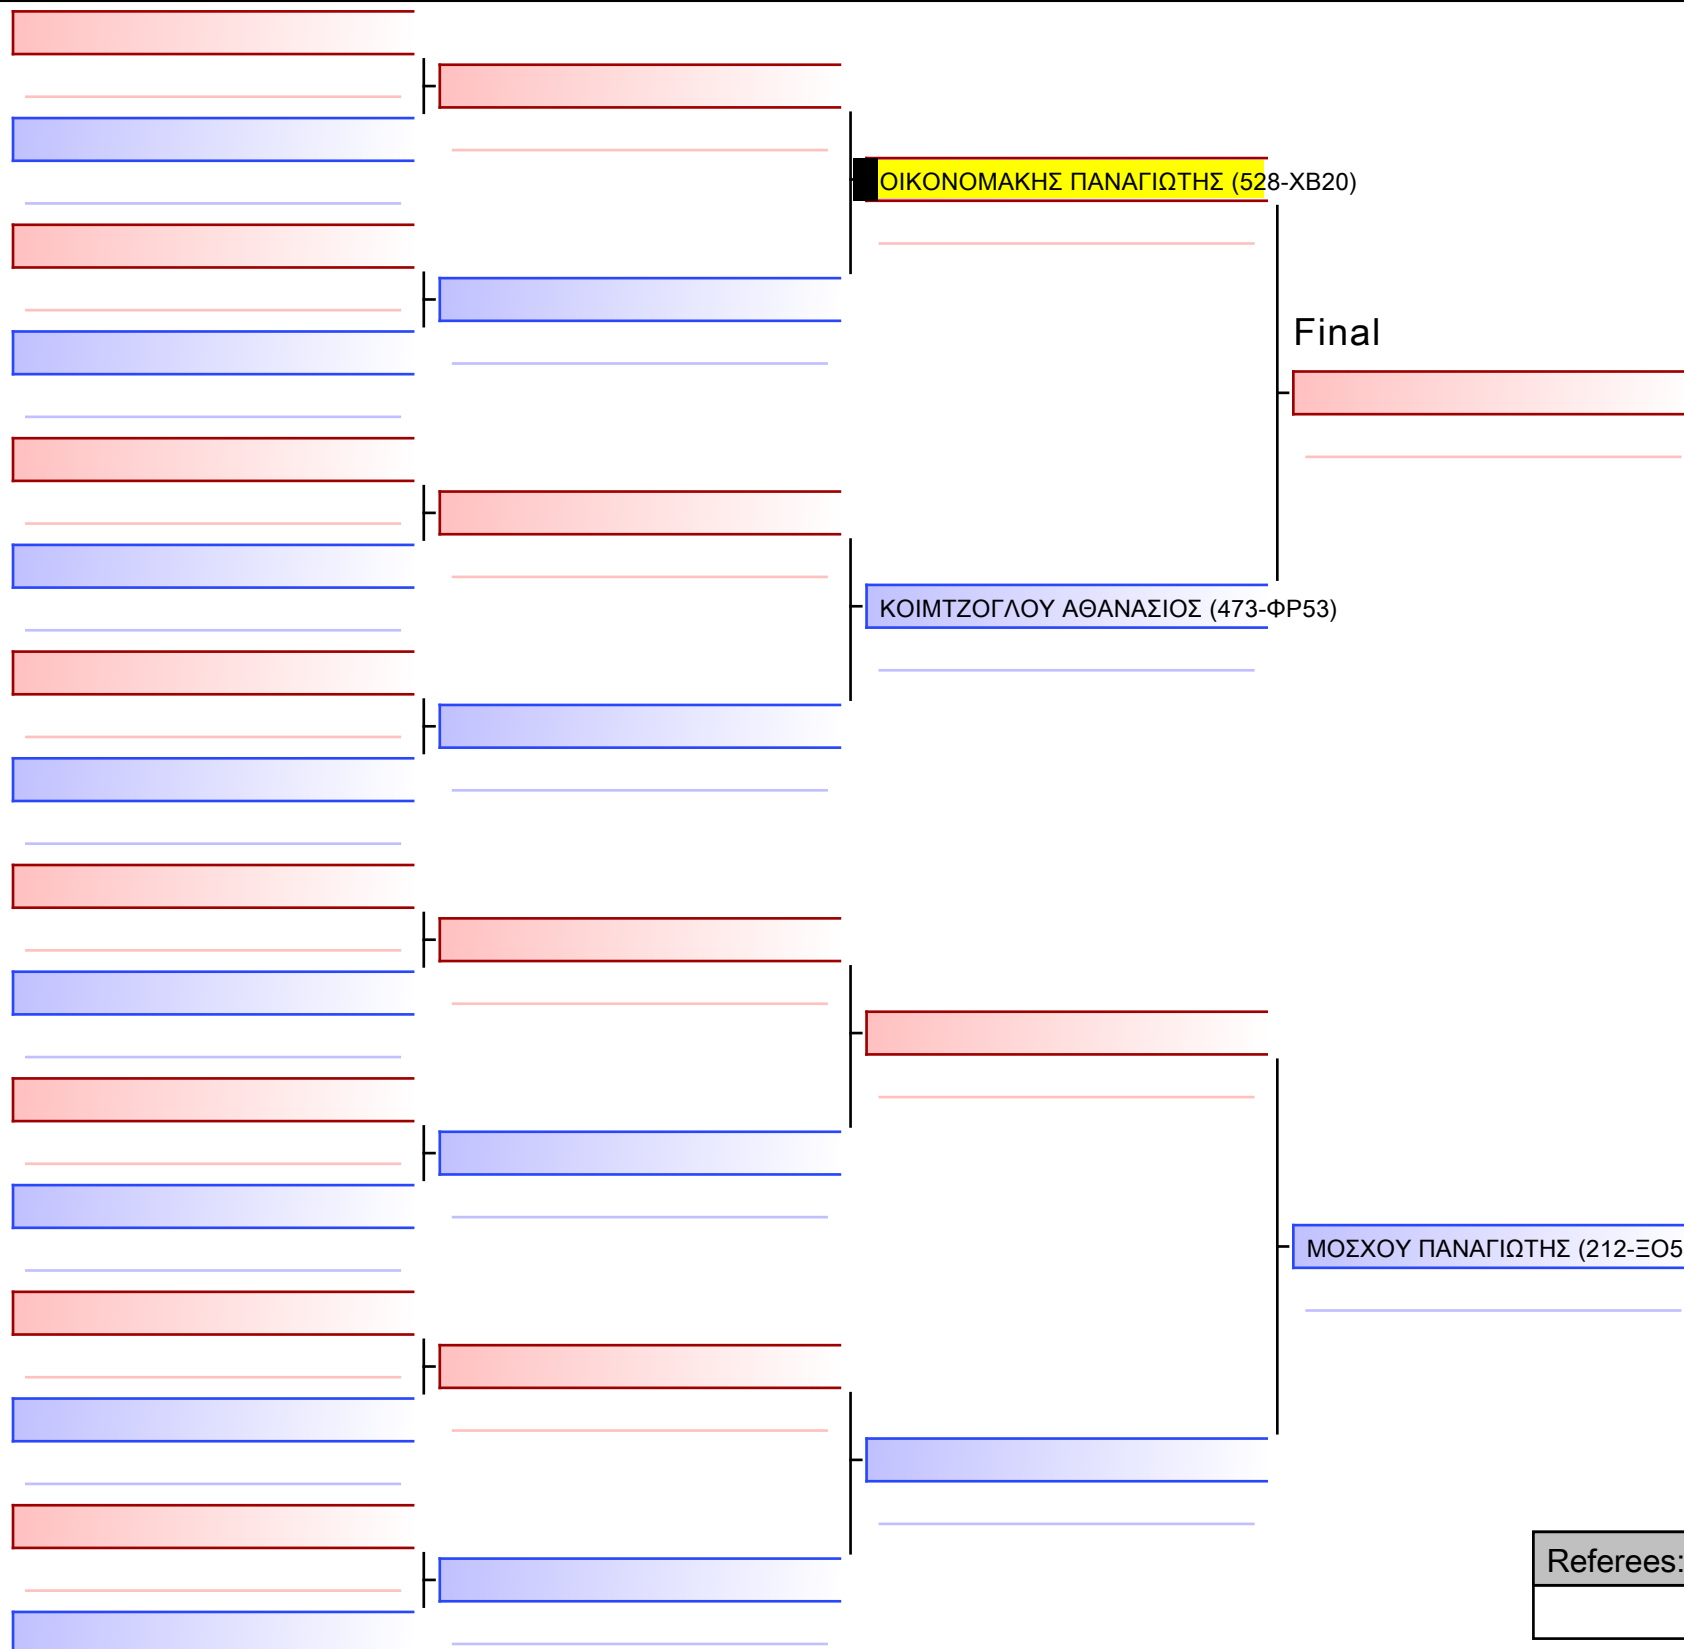 ΟΙΚΟΝΟΜΑΚΗΣ ΠΑΝΑΓΙΩΤΗΣ (528-ΧΒ20)
Final
ΚΟΙΜΤΖΟΓΛΟΥ ΑΘΑΝΑΣΙΟΣ (473-ΦΡ53)
ΜΟΣΧΟΥ ΠΑΝΑΓΙΩΤΗΣ (212-ΞΟ5
Referees: